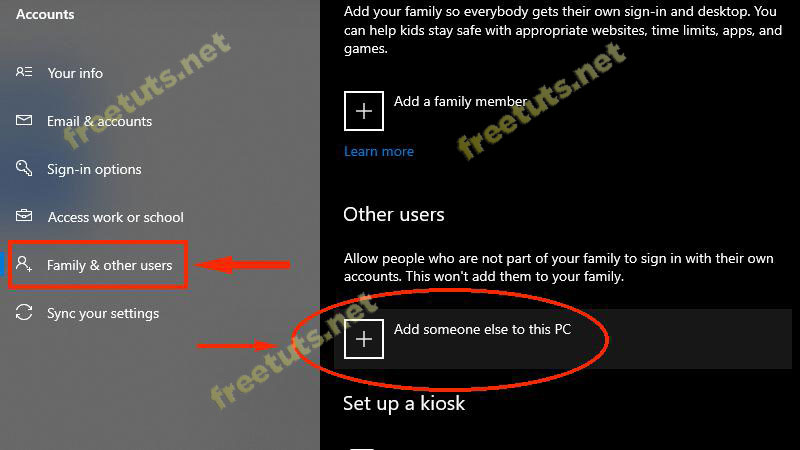 Accounts
Your info
Email & accounts
Sign-in options
Access work or school
Family & other users
Sync your settings
Add your family so everybody gets their own sign-in and desktop. You
can help kids stay safe with appropriate websites, time limits, apps, and
games.
Add a family member
Learn more
Other users
Allow people who are not part of your family to sign in with their own
accounts. This won't add them to your family.
Add someone else to this PC
Set up a kiosk
freetuts.net
freetuts.net
freetuts.net